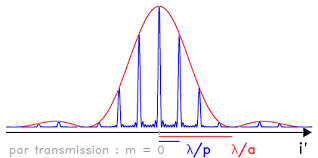 par transmission : m = 0 λ/p λ/a i'